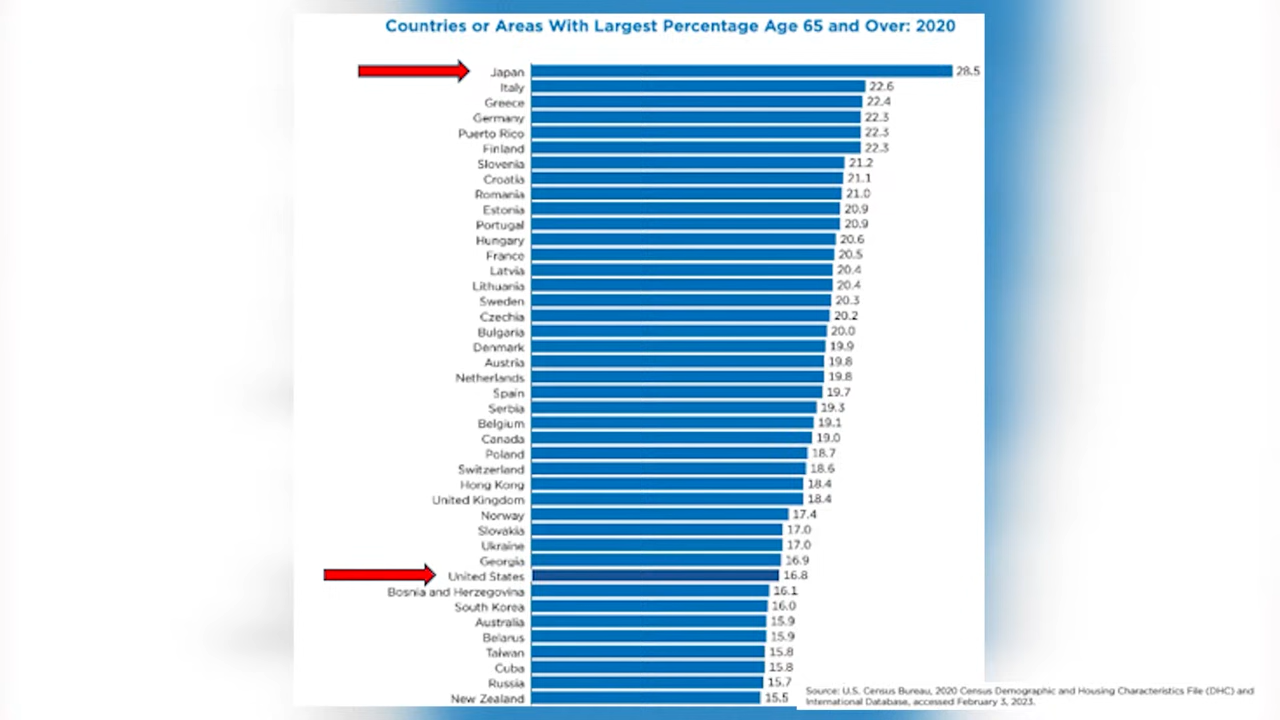 Countries or Areas With Largest Percentage Age 65 and Over: 2020
Japan 28.5
Italy 22.6
Greece 22.4
Germany 22.3
Puerto Rico 22.3
Finland 22.3
Slovenia 21.2
Croatia 21.1
Romania 21.0
Estonia 20.9
Portugal 20.9
Hungary 20.6
France 20.5
Latvia 20.4
Lithuania 20.4
Sweden 20.3
Czechia 20.2
Bulgaria 20.0
Denmark 19.9
Austria 19.8
Netherlands 19.8
Spain 19.7
Serbia 19.3
Belgium 19.1
Canada 19.0
Poland 18.7
Switzerland 18.6
Hong Kong 18.4
United Kingdom 18.4
Norway 17.4
Slovakia 17.0
Ukraine 17.0
Georgia 16.9
United States 16.8
Bosnia and Herzegovina 16.1
South Korea 16.0
Australia 15.9
Belarus 15.9
Taiwan 15.8
Cuba 15.8
Russia 15.7
New Zealand 15.5
Source: U.S. Census Bureau, 2020 Census Demographic and Housing Characteristics File (DHC) and
International Database, accessed February 3, 2023.